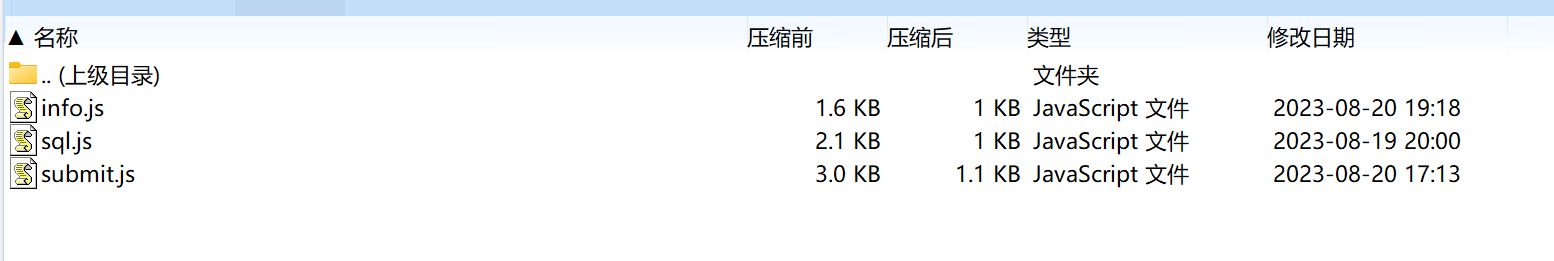 ▲ 名称 压缩前 压缩后 类型 修改日期
.. (上级目录) 文件夹
info.js 1.6 KB 1 KB JavaScript 文件 2023-08-20 19:18
sql.js 2.1 KB 1 KB JavaScript 文件 2023-08-19 20:00
submit.js 3.0 KB 1.1 KB JavaScript 文件 2023-08-20 17:13